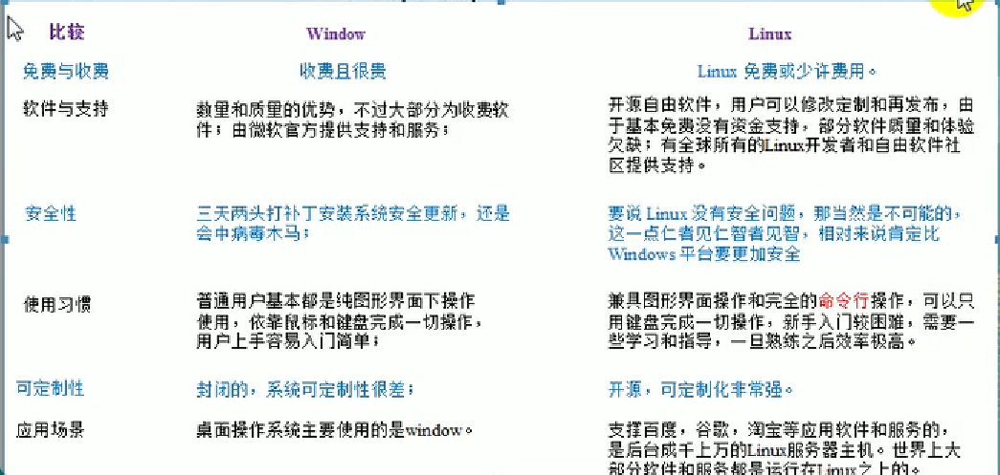 比较 Window Linux
免费与收费 收费且很费 Linux 免费或少许费用。
软件与支持
数量和质量的优势，不过大部分为收费软
件；由微软官方提供支持和服务；
开源自由软件，用户可以修改定制和再发布，由
于基本免费没有资金支持，部分软件质量和体验
欠缺；有全球所有的Linux开发者和自由软件社
区提供支持。
安全性
三天两头打补丁安装系统安全更新，还是
会中病毒木马；
要说 Linux 没有安全问题，那当然是不可能的，
这一点仁者见仁智者见智，相对来说肯定比
Windows 平台要更加安全
使用习惯
普通用户基本都是纯图形界面下操作
使用，依靠鼠标和键盘完成一切操作，
用户上手容易入门简单；
兼具图形界面操作和完全的命令行操作，可以只
用键盘完成一切操作，新手入门较困难，需要一
些学习和指导，一旦熟练之后效率极高。
可定制性 封闭的，系统可定制性很差； 开源，可定制化非常强。
应用场景
桌面操作系统主要使用的是window。
支撑百度，谷歌，淘宝等应用软件和服务的，
是后台成千上万的Linux服务器主机。世界上大
部分软件和服务都是运行在Linux之上的。